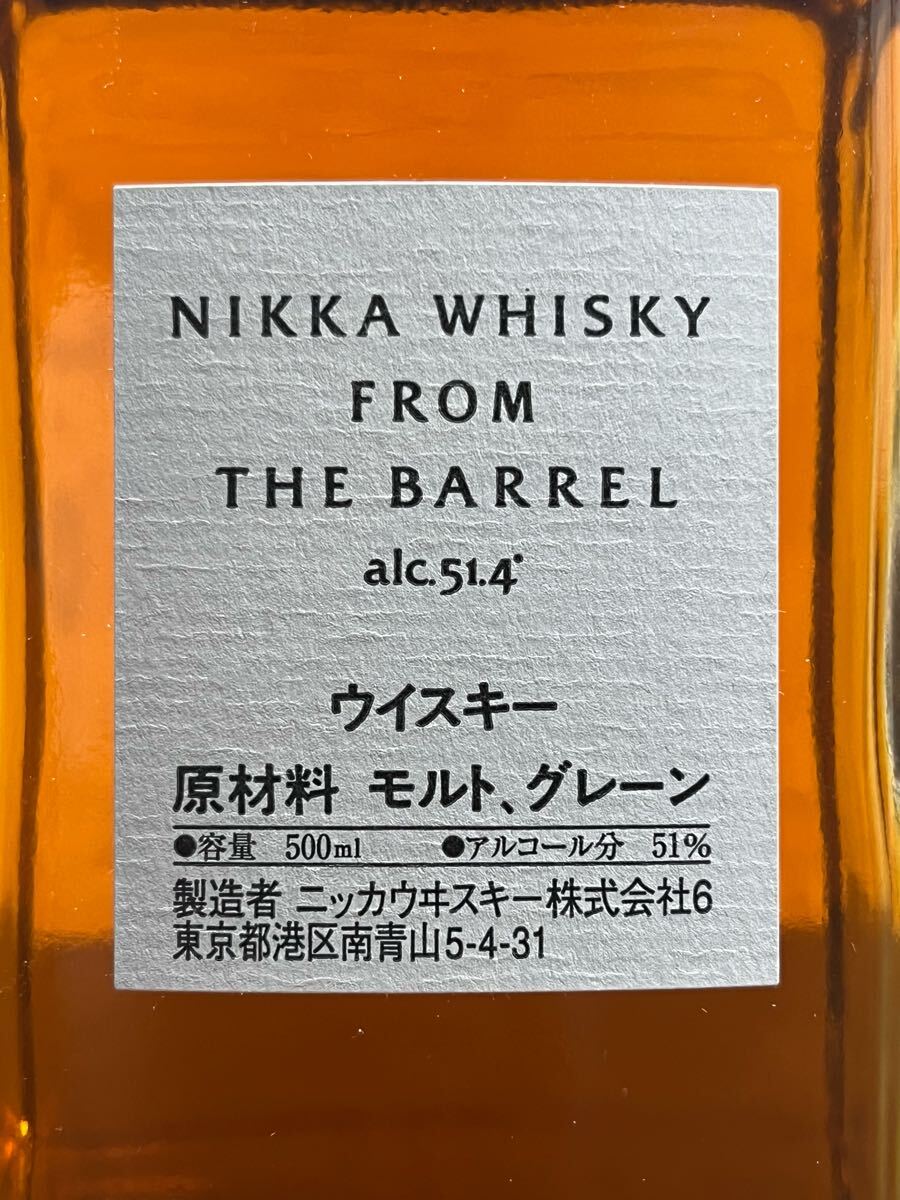 NIKKA WHISKY
FROM
THE BARREL
alc.51.4°
ウイスキー
原材料 モルト、グレーン
●容量 500ml ●アルコール分 51%
製造者 ニッカウヰスキー株式会社6
東京都港区南青山5-4-31